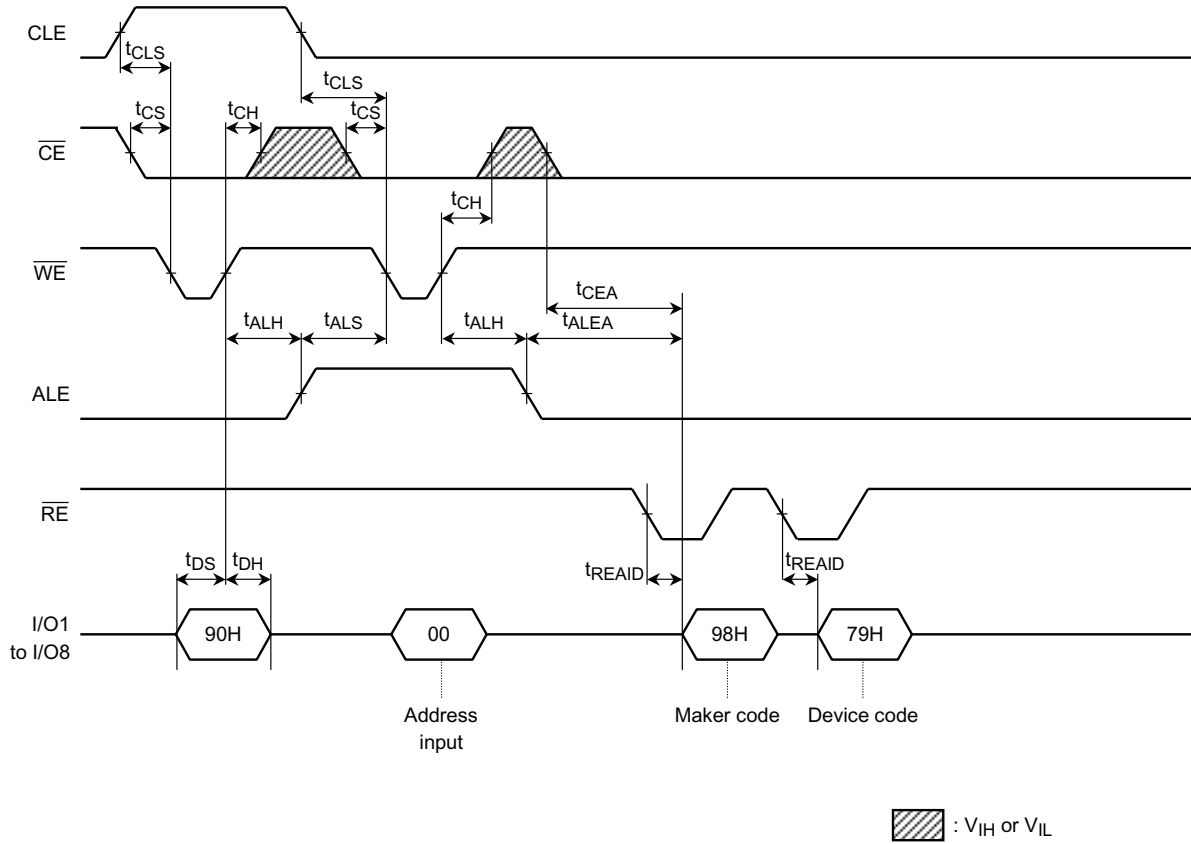 CLE
tCLS
tCLS
tCS
tCH
tCS
CE
tCH
WE
tCEA
tALH
tALS
tALH
tALEA
ALE
RE
tDS
tDH
tREAID
tREAID
I/O1
to I/O8
90H
00
98H
79H
Address
input
Maker code
Device code
: VIH or VIL